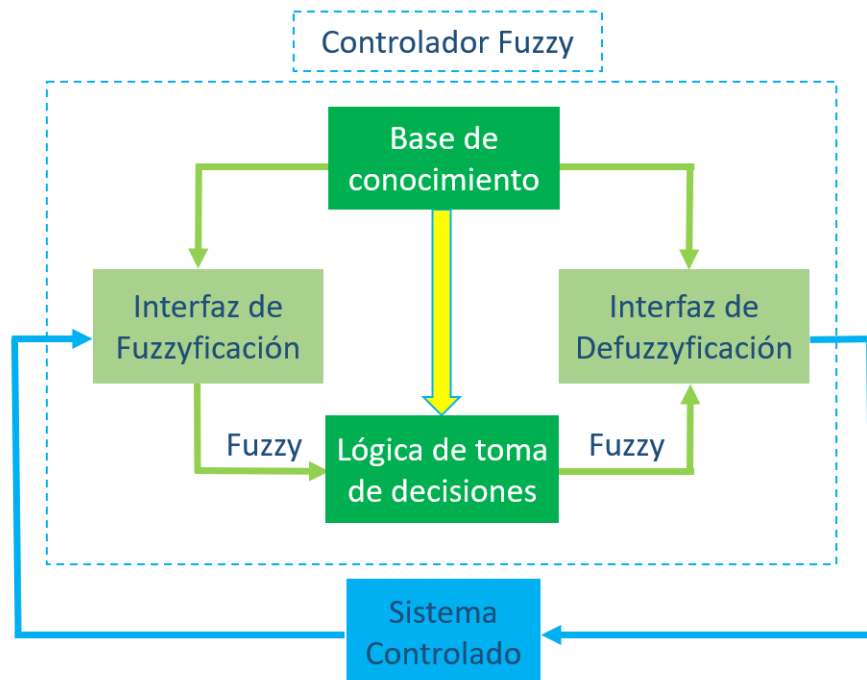 Controlador Fuzzy
Base de
conocimiento
Interfaz de
Fuzzyficación
Interfaz de
Defuzzyficación
Fuzzy
Lógica de toma
de decisiones
Fuzzy
Sistema
Controlado